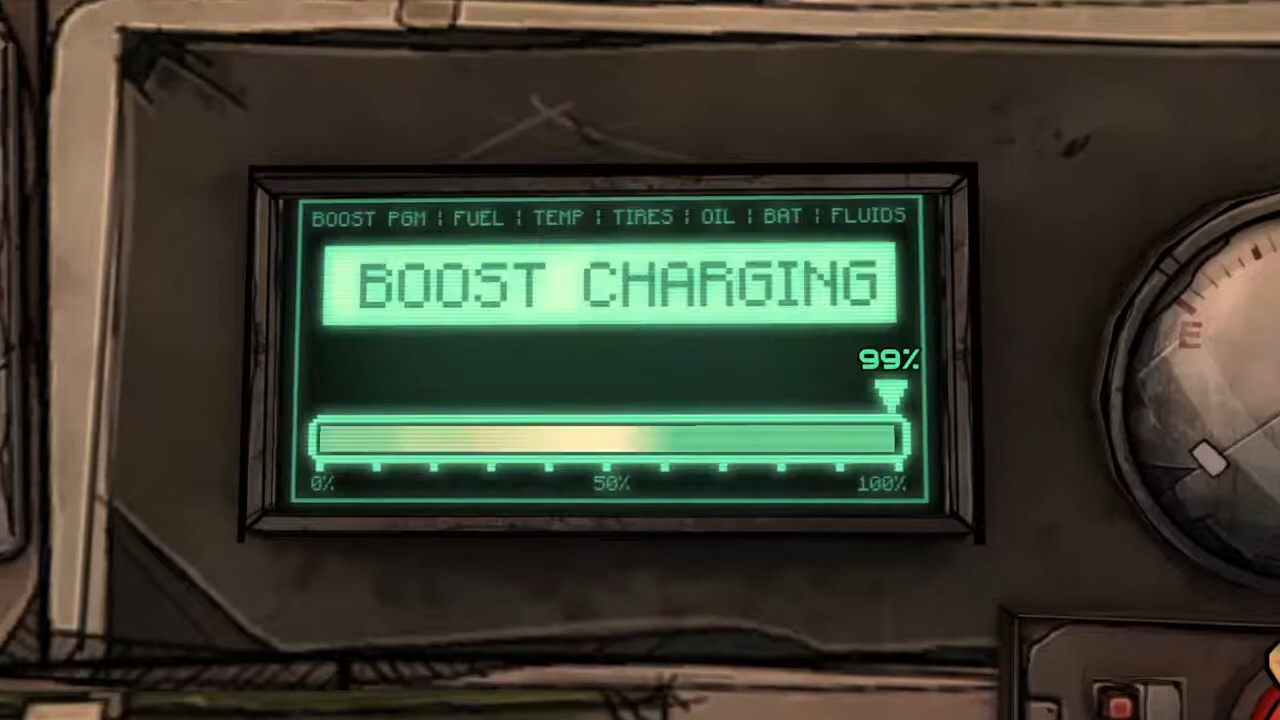 BOOST PGM ¦ FUEL ¦ TEMP ¦ TIRES ¦ OIL ¦ BAT ¦ FLUIDS
BOOST CHARGING
99%
0% 50% 100%
E